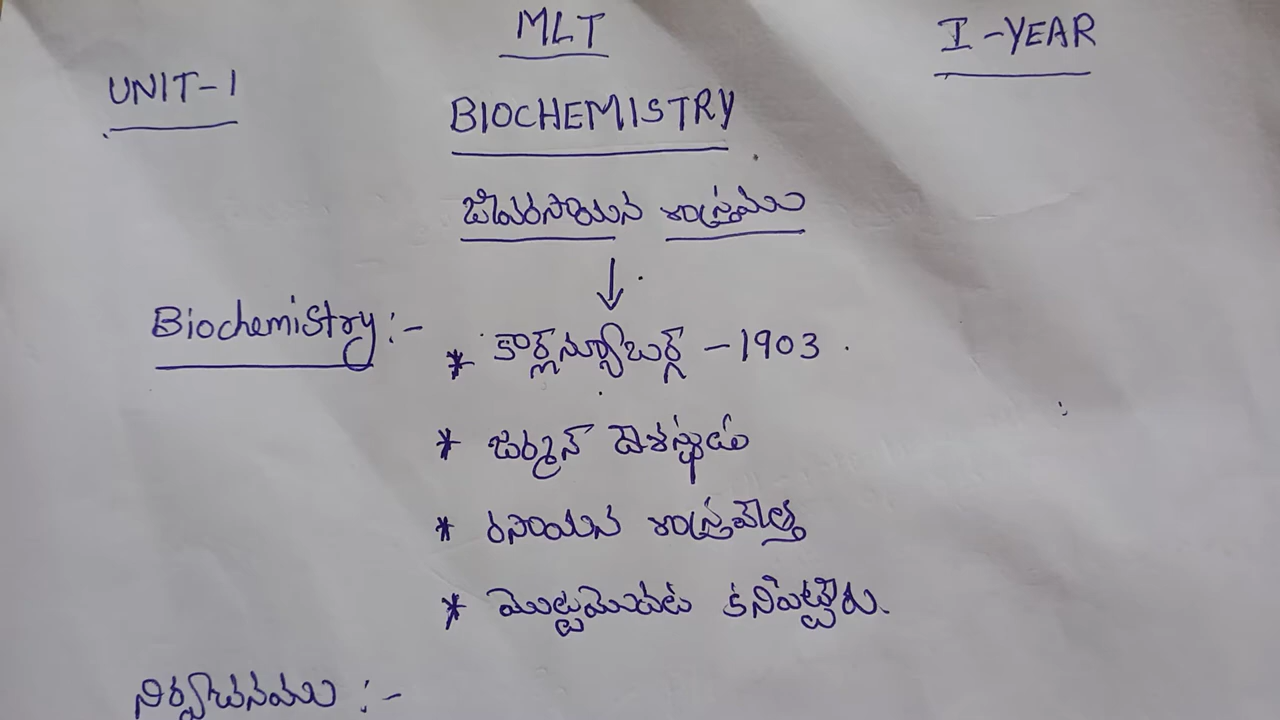 MLT
I-YEAR
UNIT-1
BIOCHEMISTRY
జీవరసాయన శాస్త్రము
Biochemistry:-
* కార్ల్‌న్యూబర్గ్ - 1903
* జర్మన్ దేశస్థుడు
* రసాయన శాస్త్రవేత్త
* మొట్టమొదట కనిపెట్టారు.
నిర్వచనము :-